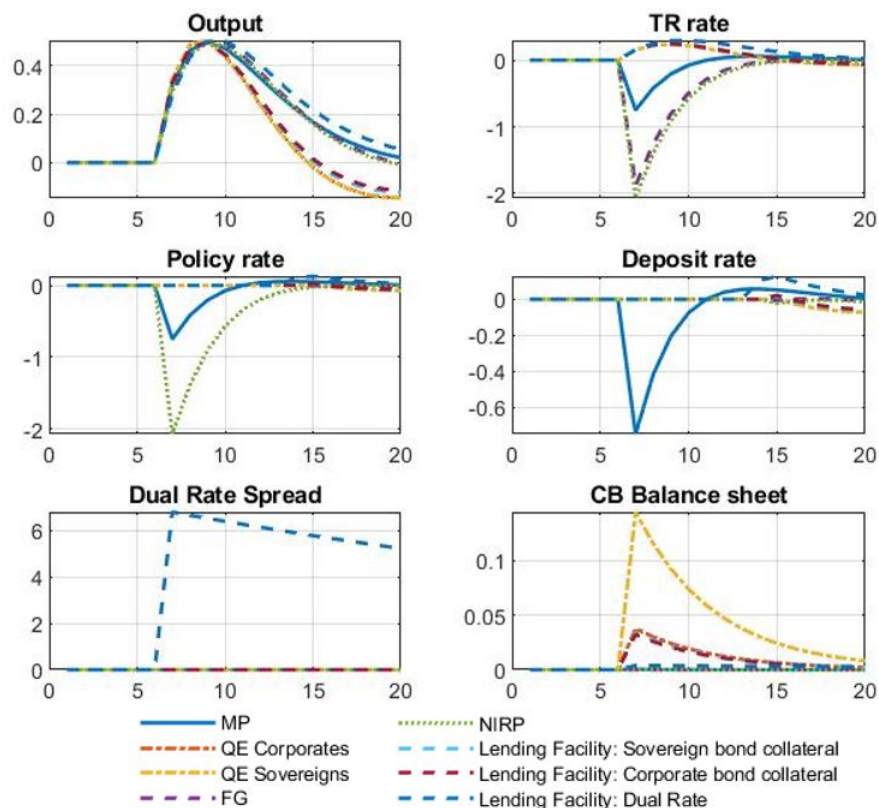 Output
TR rate
0.4
0.2
0
0
-1
-2
0 5 10 15 20
0 5 10 15 20
Policy rate
Deposit rate
0
-1
-2
0
-0.2
-0.4
-0.6
0 5 10 15 20
0 5 10 15 20
Dual Rate Spread
CB Balance sheet
6
4
2
0
0.1
0.05
0
0 5 10 15 20
0 5 10 15 20
MP
QE Corporates
QE Sovereigns
FG
NIRP
Lending Facility: Sovereign bond collateral
Lending Facility: Corporate bond collateral
Lending Facility: Dual Rate